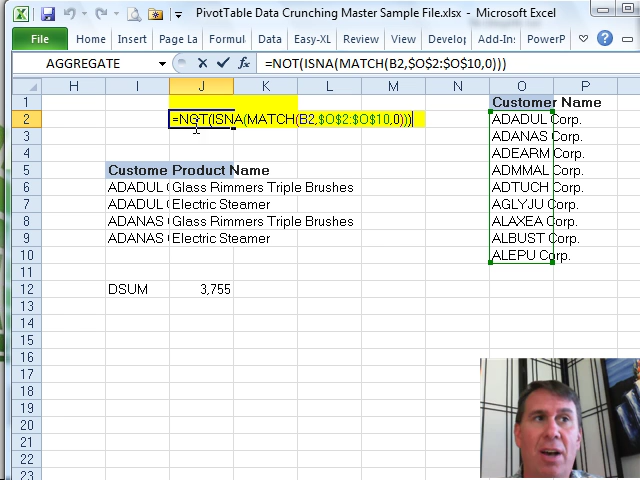 PivotTable Data Crunching Master Sample File.xlsx - Microsoft Excel
File Home Insert Page La Formul Data Easy-XL Review View Develo Add-Ins PowerP
AGGREGATE fx =NOT(ISNA(MATCH(B2,$O$2:$O$10,0)))
H I J K L M N O P
1 Customer Name
2 =NOT(ISNA(MATCH(B2,$O$2:$O$10,0))) ADADUL Corp.
3 ADANAS Corp.
4 ADEARM Corp.
5 Custome Product Name ADMMAL Corp.
6 ADADUL Glass Rimmers Triple Brushes ADTUCH Corp.
7 ADADUL Electric Steamer AGLYJU Corp.
8 ADANAS Glass Rimmers Triple Brushes ALAXEA Corp.
9 ADANAS Electric Steamer ALBUST Corp.
10 ALEPU Corp.
11
12 DSUM 3,755
13
14
15
16
17
18
19
20
21
22
23